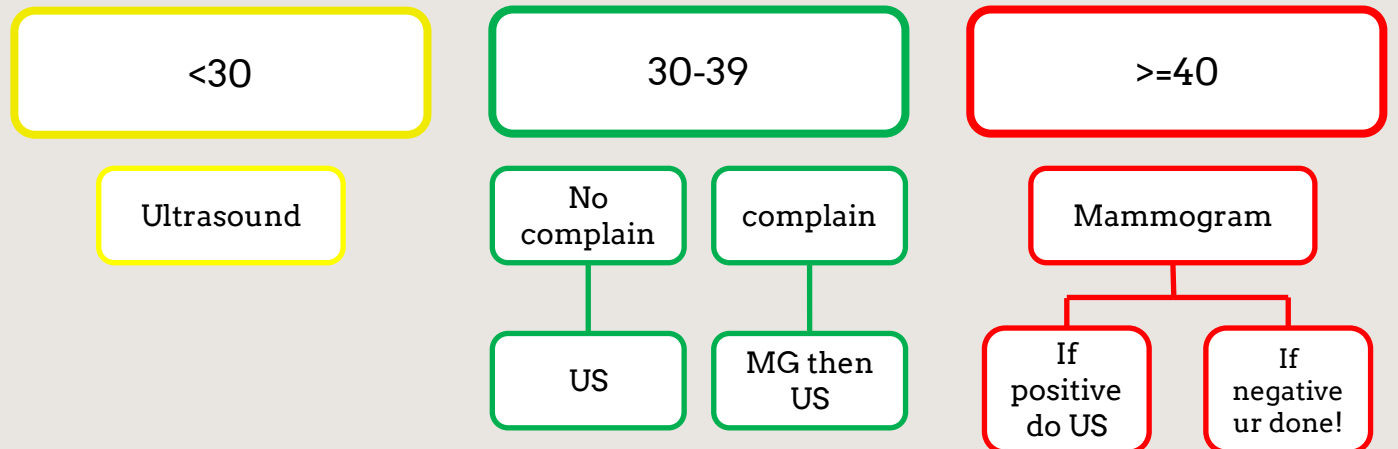 <30
30-39
>=40
Ultrasound
No
complain
complain
Mammogram
US
MG then
US
If
positive
do US
If
negative
ur done!